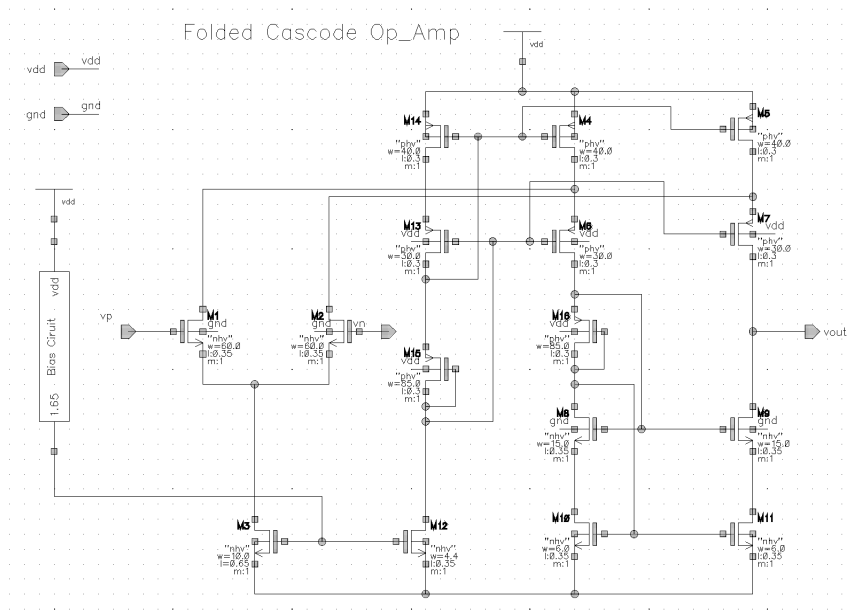 Folded Cascode Op_Amp
vdd
vdd
vdd
gnd
gnd
M14
"phv"
w=40.0
l:0.3
m:1
M4
"phv"
w=40.0
l:0.3
m:1
M5
"phv"
w=40.0
l:0.3
m:1
vdd
M13
vdd
"phv"
w=30.0
l:0.3
m:1
M6
vdd
"phv"
w=30.0
l:0.3
m:1
M7
vdd
"phv"
w=30.0
l:0.3
m:1
1.65 Bias Ciruit vdd
vp
M1
gnd
"nhv"
w=60.0
l:0.35
m:1
M2
gnd
"nhv"
w=60.0
l:0.35
m:1
vn
M15
vdd
"phv"
w=85.0
l:0.3
m:1
M16
vdd
"phv"
w=85.0
l:0.3
m:1
vout
M8
gnd
"nhv"
w=15.0
l:0.35
m:1
M9
gnd
"nhv"
w=15.0
l:0.35
m:1
M3
"nhv"
w=10.0
l=0.65
m:1
M12
"nhv"
w=4.4
l:0.35
m:1
M10
"nhv"
w=6.0
l:0.35
m:1
M11
"nhv"
w=6.0
l:0.35
m:1